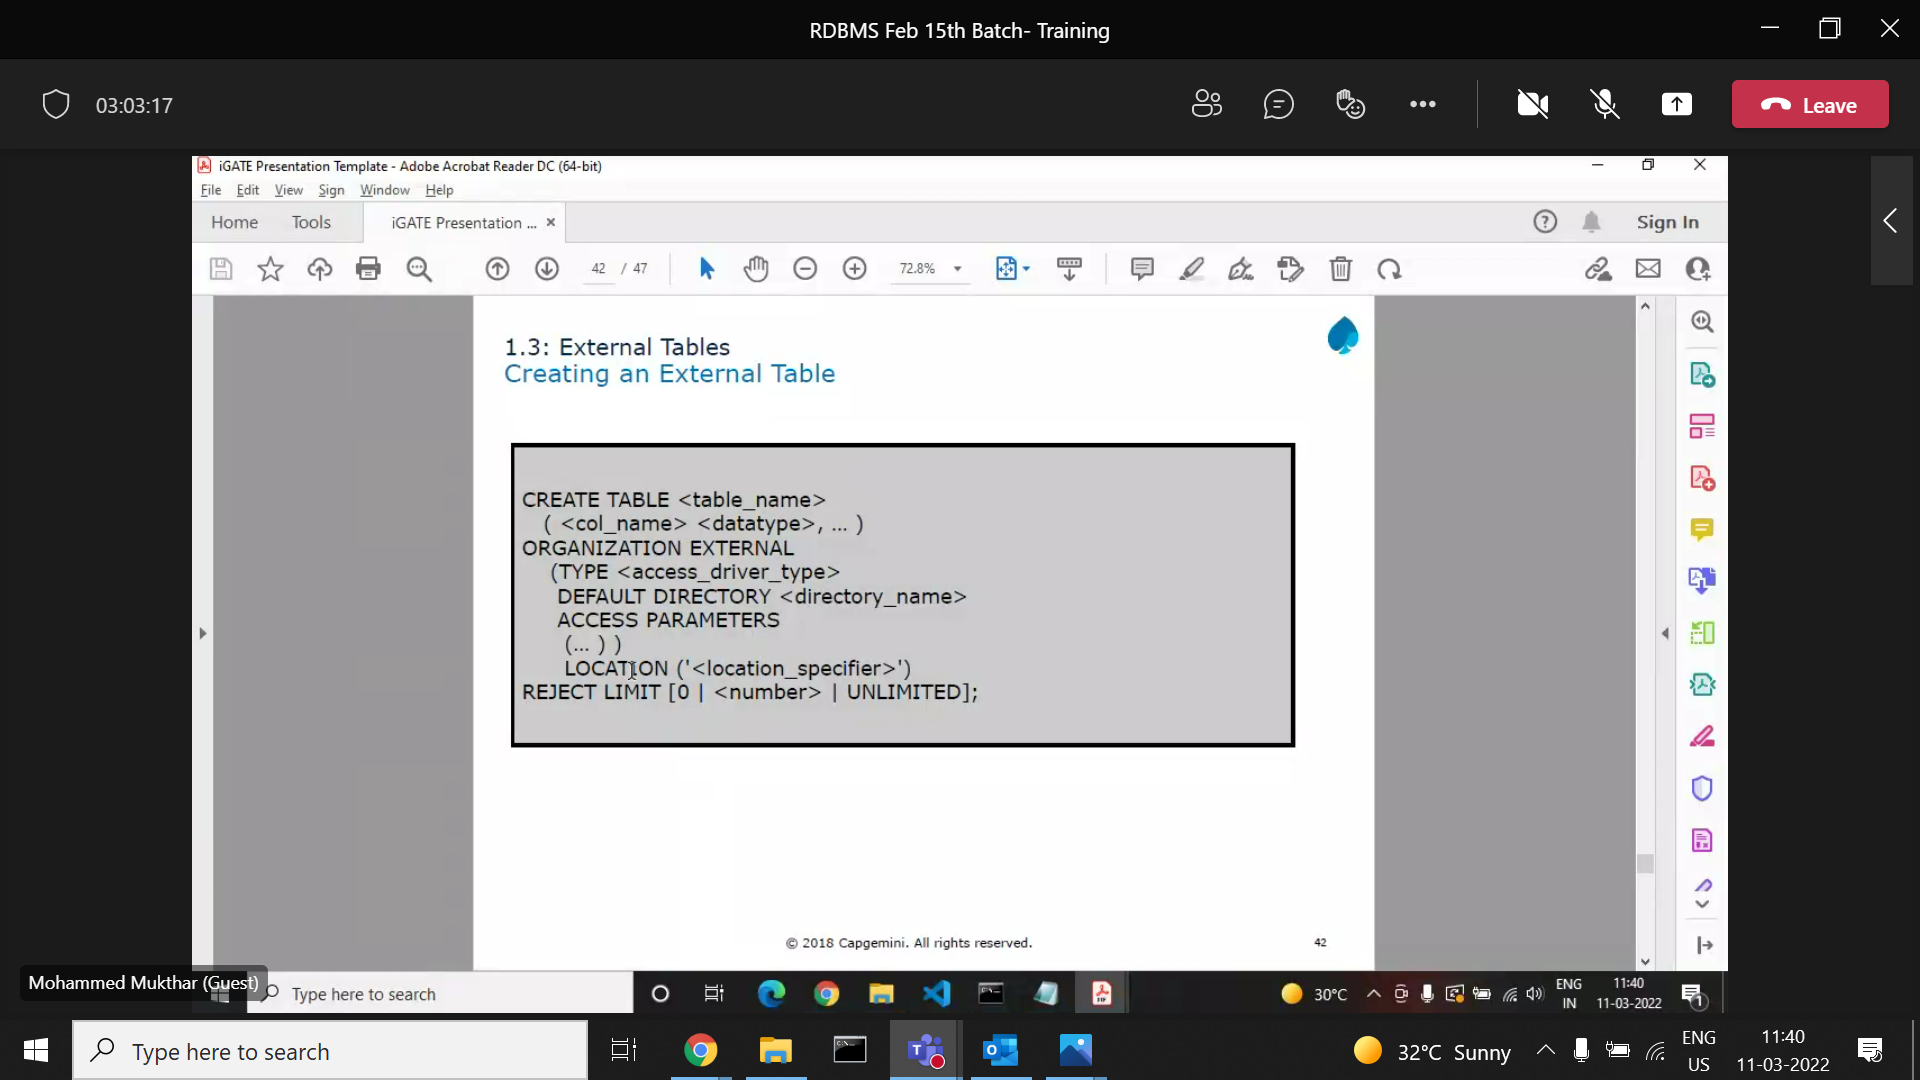 RDBMS Feb 15th Batch- Training
03:03:17
Leave
iGATE Presentation Template - Adobe Acrobat Reader DC (64-bit)
File Edit View Sign Window Help
Home Tools iGATE Presentation ... ×
Sign In
42 / 47
72.8%
1.3: External Tables
Creating an External Table
CREATE TABLE <table_name>
( <col_name> <datatype>, ... )
ORGANIZATION EXTERNAL
(TYPE <access_driver_type>
DEFAULT DIRECTORY <directory_name>
ACCESS PARAMETERS
(... ) )
LOCATION ('<location_specifier>')
REJECT LIMIT [0 | <number> | UNLIMITED];
© 2018 Capgemini. All rights reserved.
42
Mohammed Mukthar (Guest)
Type here to search
30°C
ENG
IN
11:40
11-03-2022
1
Type here to search
32°C Sunny
ENG
US
11:40
11-03-2022